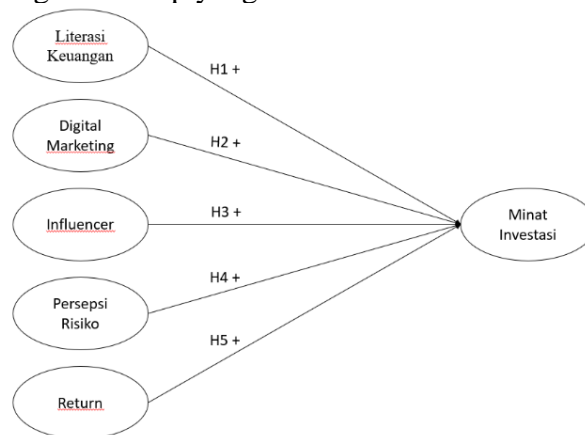 Literasi
Keuangan
H1 +
Digital
Marketing
H2 +
Influencer
H3 +
Minat
Investasi
Persepsi
Risiko
H4 +
H5 +
Return